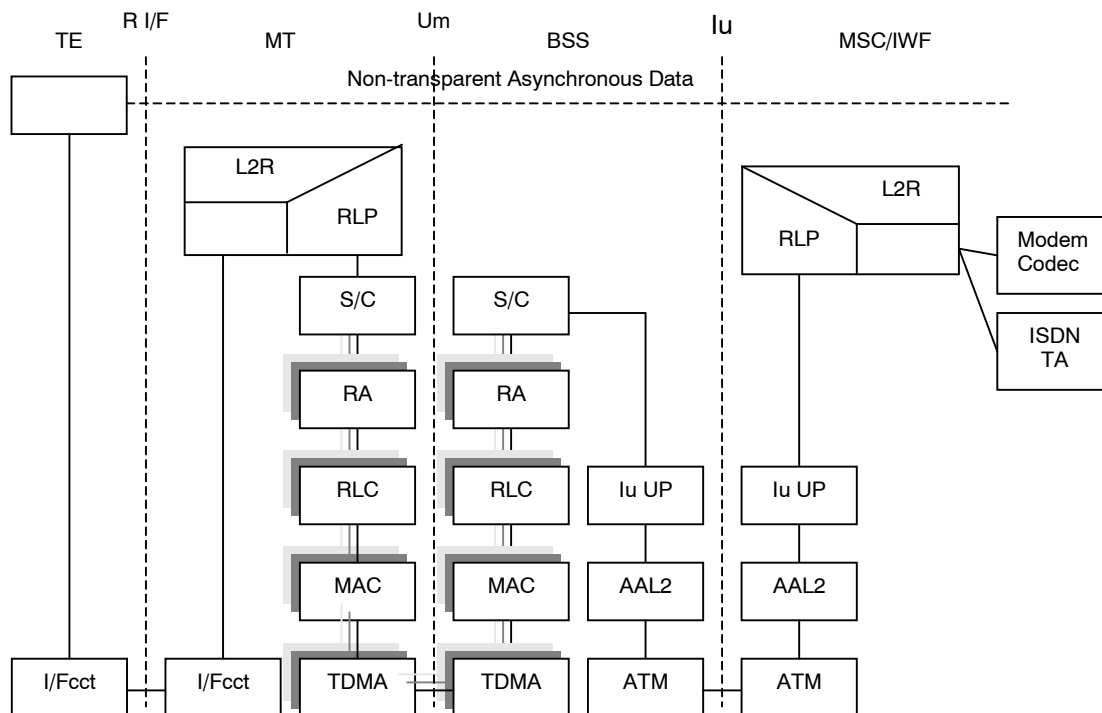 R I/F
Um
Iu
TE
MT
BSS
MSC/IWF
Non-transparent Asynchronous Data
L2R
RLP
L2R
RLP
Modem
Codec
ISDN
TA
S/C
S/C
RA
RA
RLC
RLC
Iu UP
Iu UP
MAC
MAC
AAL2
AAL2
I/Fcct
I/Fcct
TDMA
TDMA
ATM
ATM